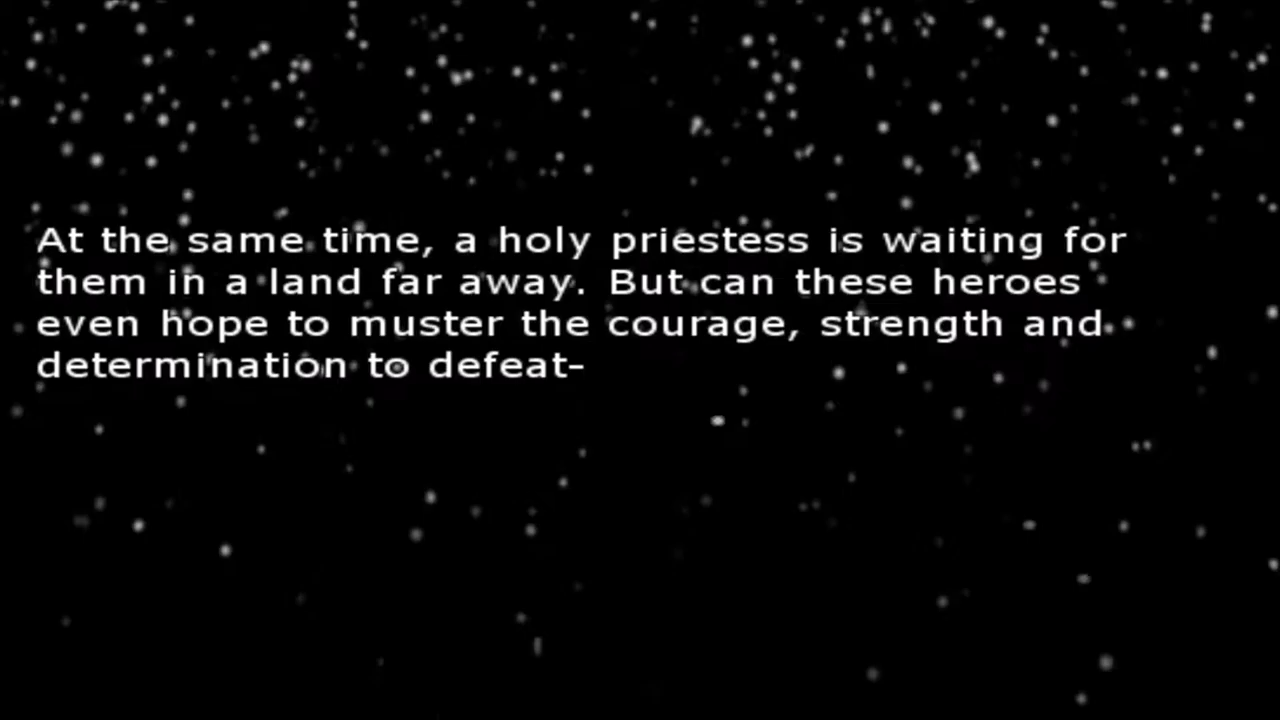 At the same time, a holy priestess is waiting for
them in a land far away. But can these heroes
even hope to muster the courage, strength and
determination to defeat-